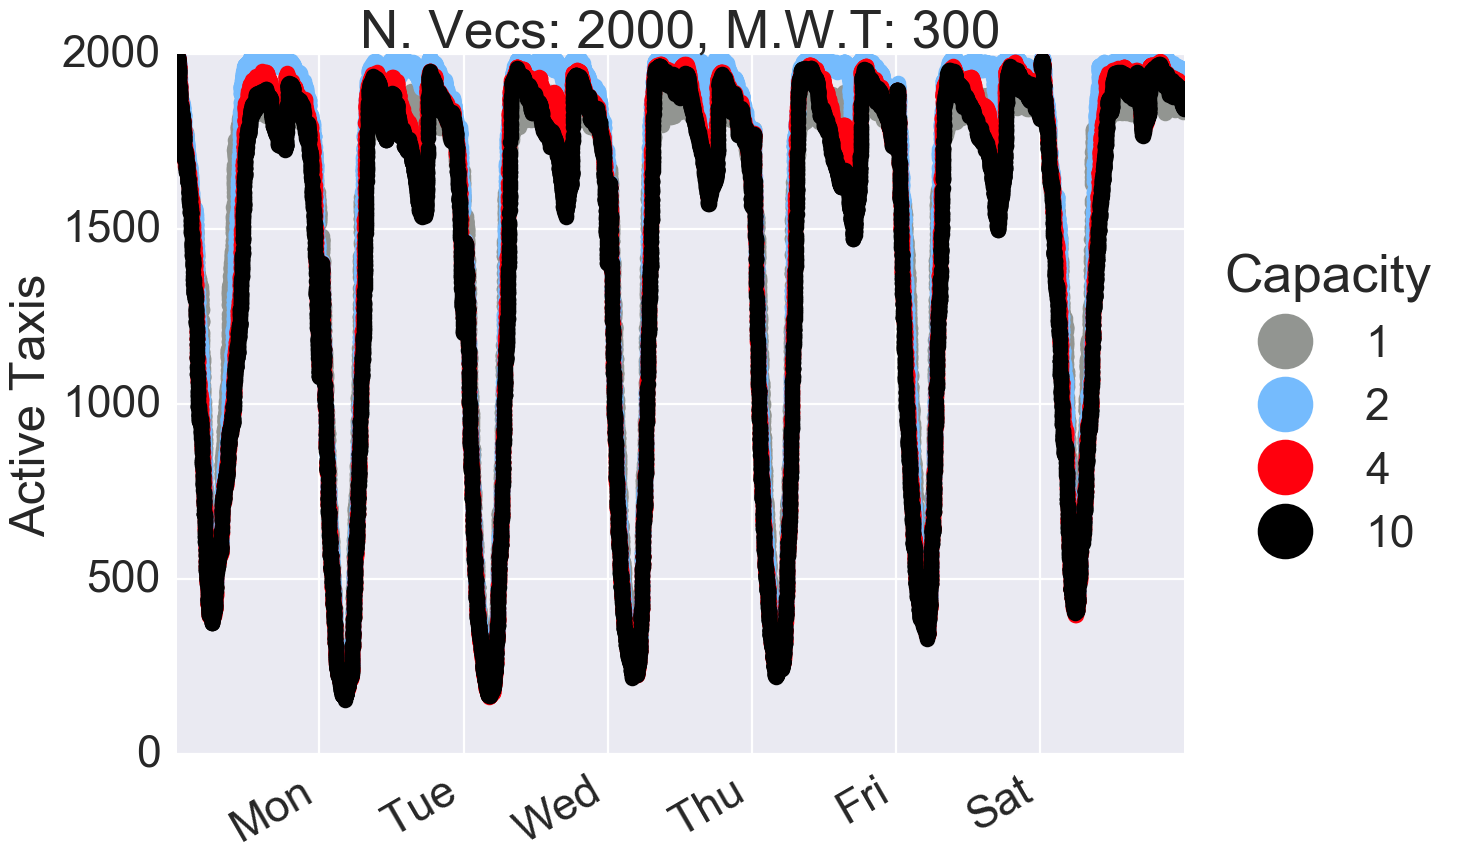 N. Vecs: 2000, M.W.T: 300
2000
1500
1000
500
0
Active Taxis
Mon
Tue
Wed
Thu
Fri
Sat
Capacity
1
2
4
10